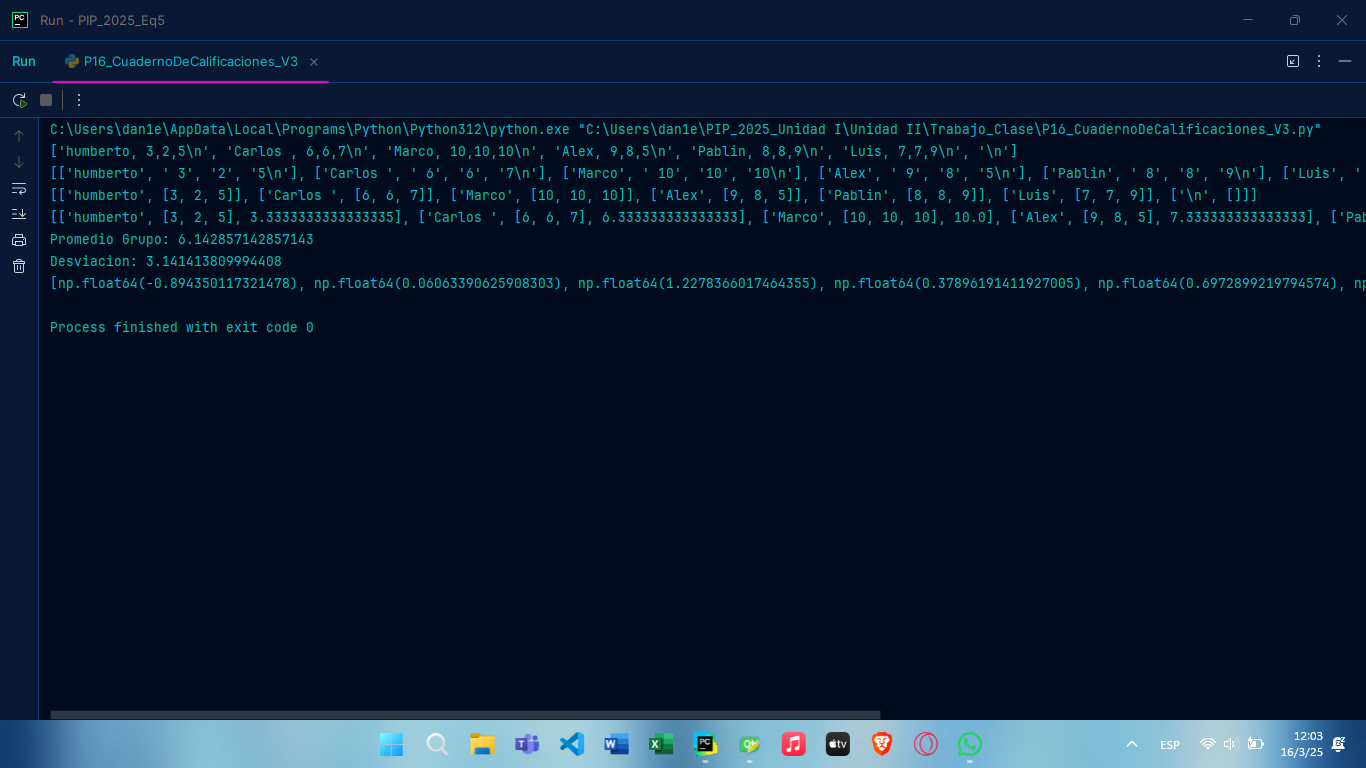 PC
Run - PIP_2025_Eq5
Run
P16_CuadernoDeCalificaciones_V3
C:\Users\dan1e\AppData\Local\Programs\Python\Python312\python.exe "C:\Users\dan1e\PIP_2025_Unidad I\Unidad II\Trabajo_Clase\P16_CuadernoDeCalificaciones_V3.py"
['humberto, 3,2,5\n', 'Carlos , 6,6,7\n', 'Marco, 10,10,10\n', 'Alex, 9,8,5\n', 'Pablin, 8,8,9\n', 'Luis, 7,7,9\n', '\n']
[['humberto', ' 3', '2', '5\n'], ['Carlos ', ' 6', '6', '7\n'], ['Marco', ' 10', '10', '10\n'], ['Alex', ' 9', '8', '5\n'], ['Pablin', ' 8', '8', '9\n'], ['Luis', '
[['humberto', [3, 2, 5]], ['Carlos ', [6, 6, 7]], ['Marco', [10, 10, 10]], ['Alex', [9, 8, 5]], ['Pablin', [8, 8, 9]], ['Luis', [7, 7, 9]], ['\n', []]]
[['humberto', [3, 2, 5], 3.3333333333333335], ['Carlos ', [6, 6, 7], 6.333333333333333], ['Marco', [10, 10, 10], 10.0], ['Alex', [9, 8, 5], 7.333333333333333], ['Pab
Promedio Grupo: 6.142857142857143
Desviacion: 3.141413809994408
[np.float64(-0.894350117321478), np.float64(0.06063390625908303), np.float64(1.2278366017464355), np.float64(0.37896191411927005), np.float64(0.6972899219794574), np
Process finished with exit code 0
PC
tv
ESP
12:03
16/3/25